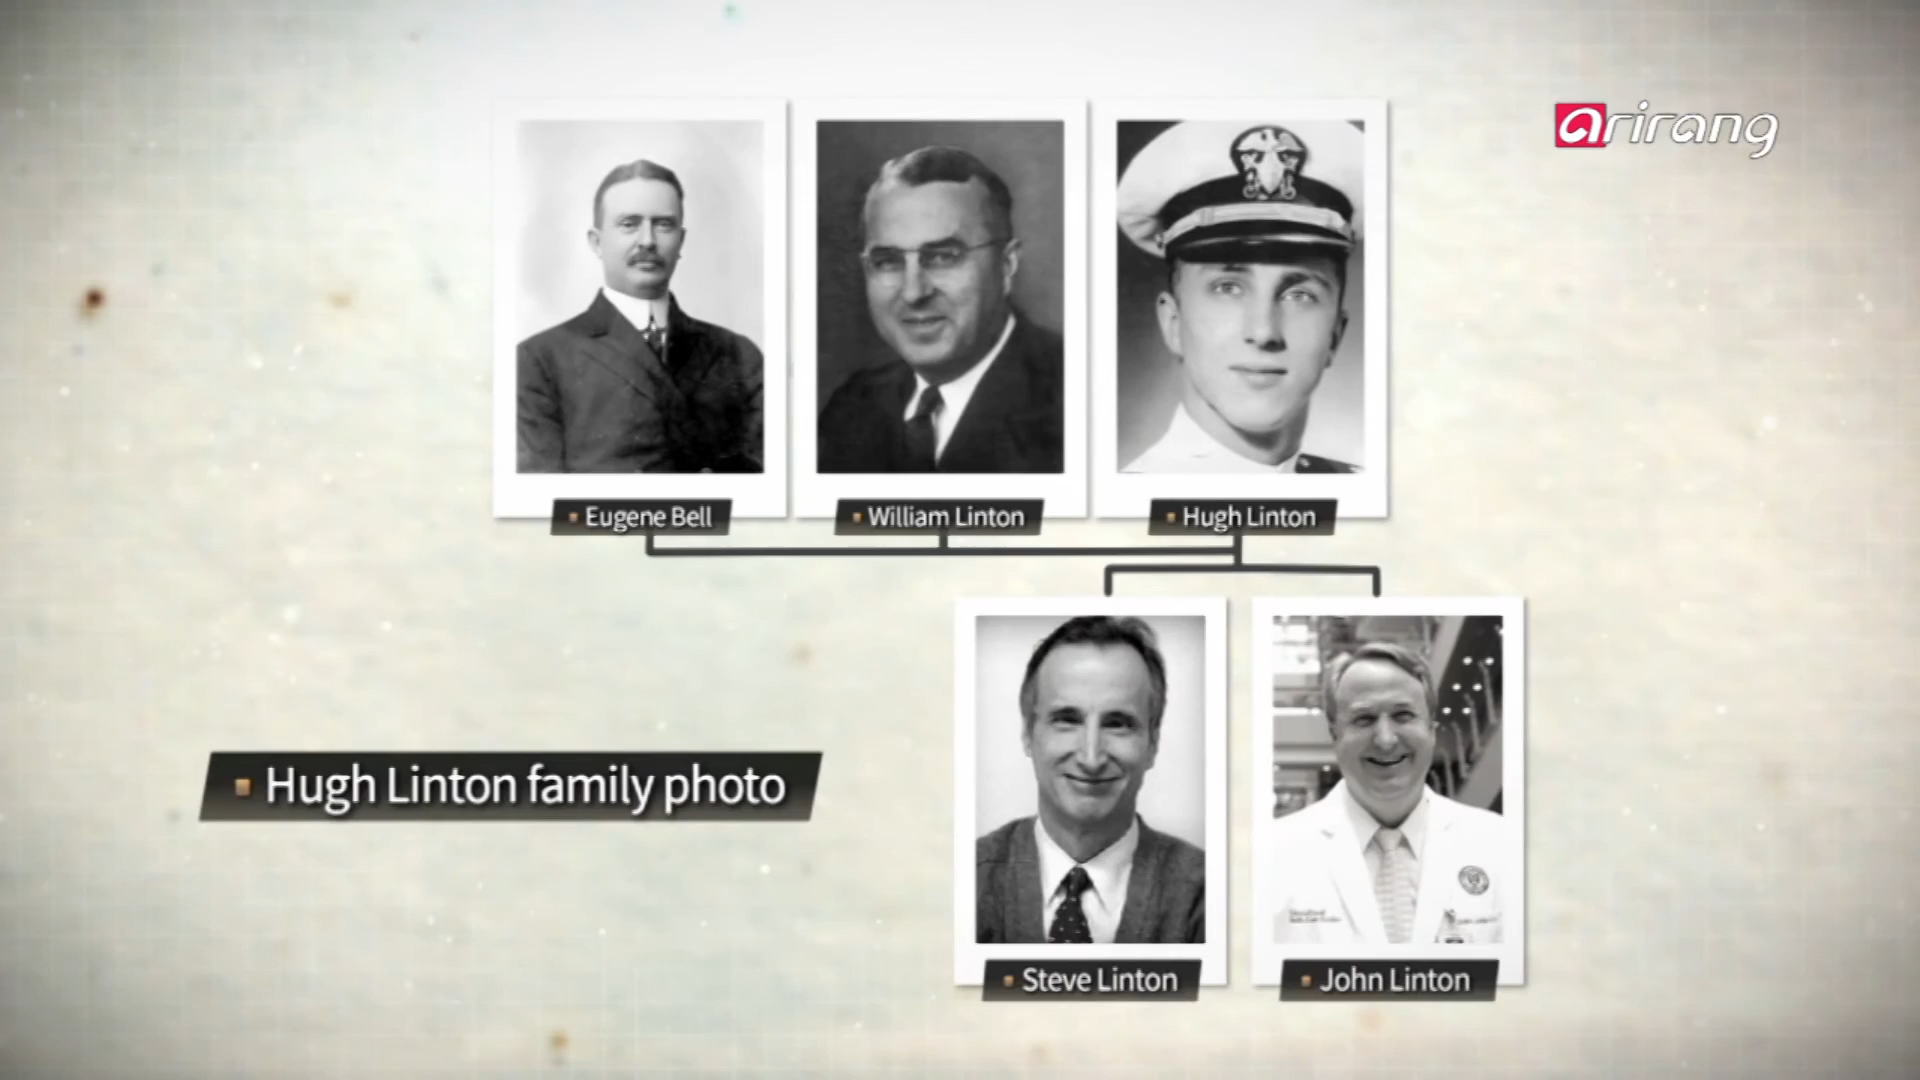 arirang
Eugene Bell
William Linton
Hugh Linton
Hugh Linton family photo
Steve Linton
John Linton